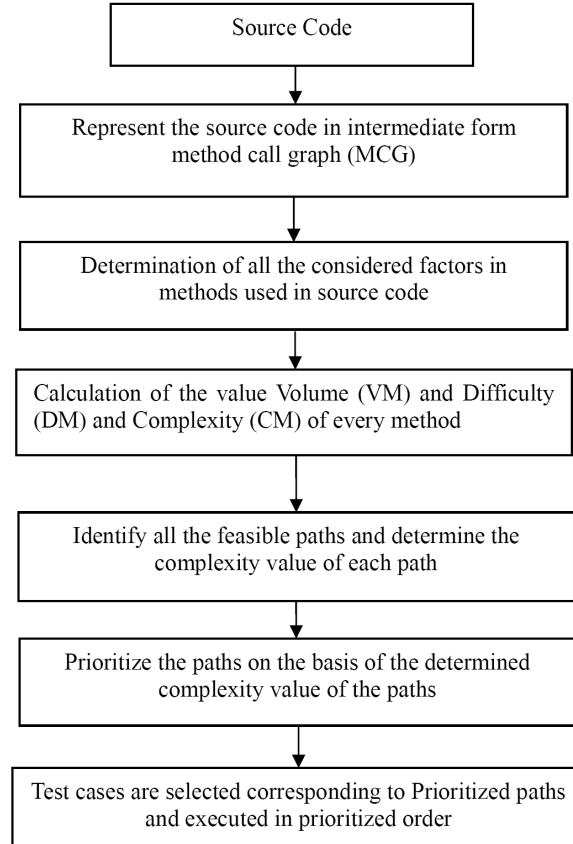 Source Code
Represent the source code in intermediate form
method call graph (MCG)
Determination of all the considered factors in
methods used in source code
Calculation of the value Volume (VM) and Difficulty
(DM) and Complexity (CM) of every method
Identify all the feasible paths and determine the
complexity value of each path
Prioritize the paths on the basis of the determined
complexity value of the paths
Test cases are selected corresponding to Prioritized paths
and executed in prioritized order